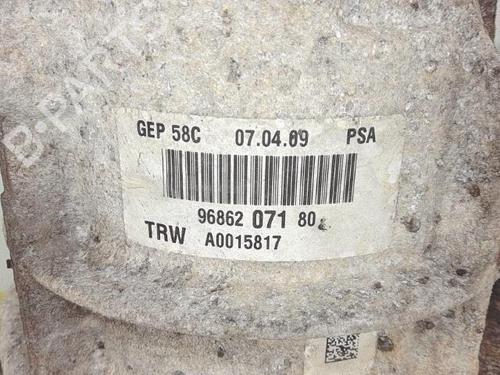 B-PARTS
GEP 58C 07.04.09 PSA
96862 071 80
TRW A0015817